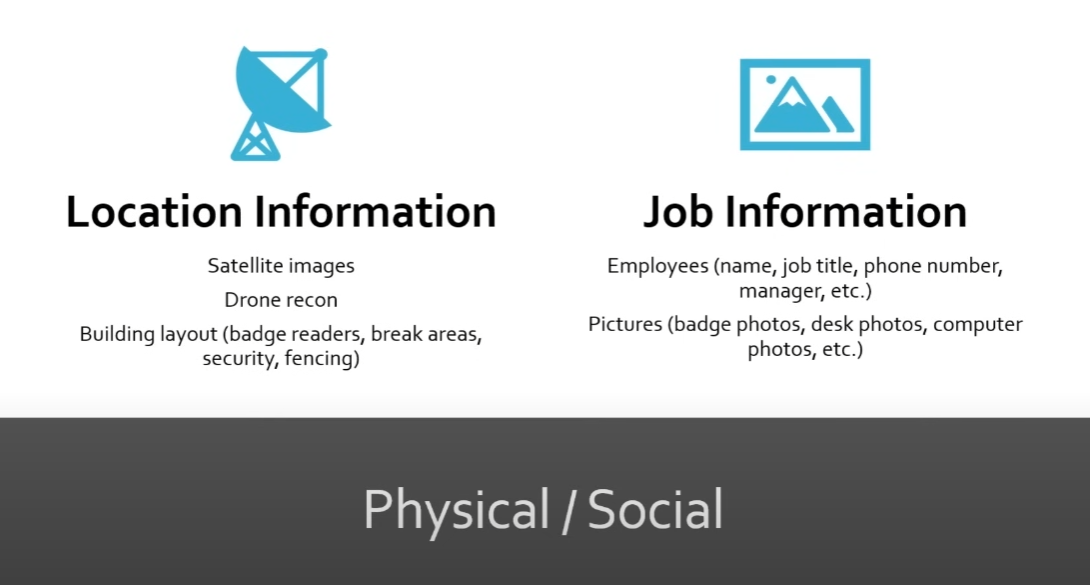 Location Information
Satellite images
Drone recon
Building layout (badge readers, break areas,
security, fencing)
Job Information
Employees (name, job title, phone number,
manager, etc.)
Pictures (badge photos, desk photos, computer
photos, etc.)
Physical / Social